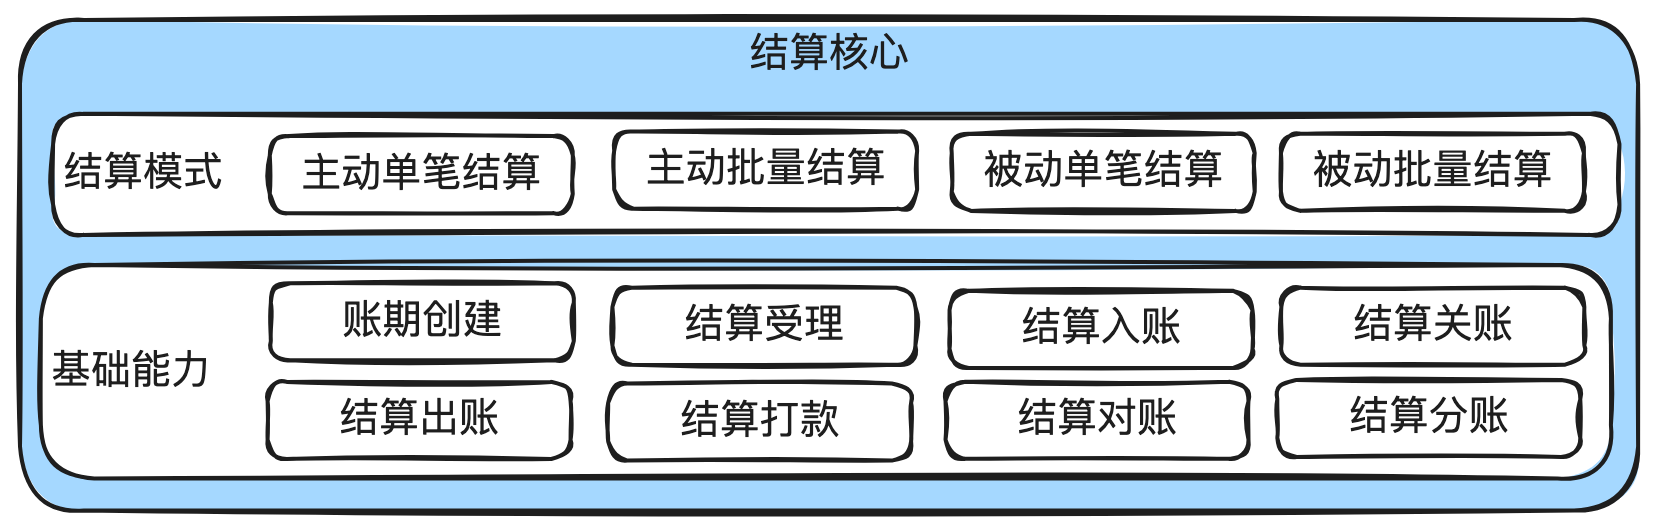 结算核心
结算模式
主动单笔结算
主动批量结算
被动单笔结算
被动批量结算
基础能力
账期创建
结算受理
结算入账
结算关账
结算出账
结算打款
结算对账
结算分账